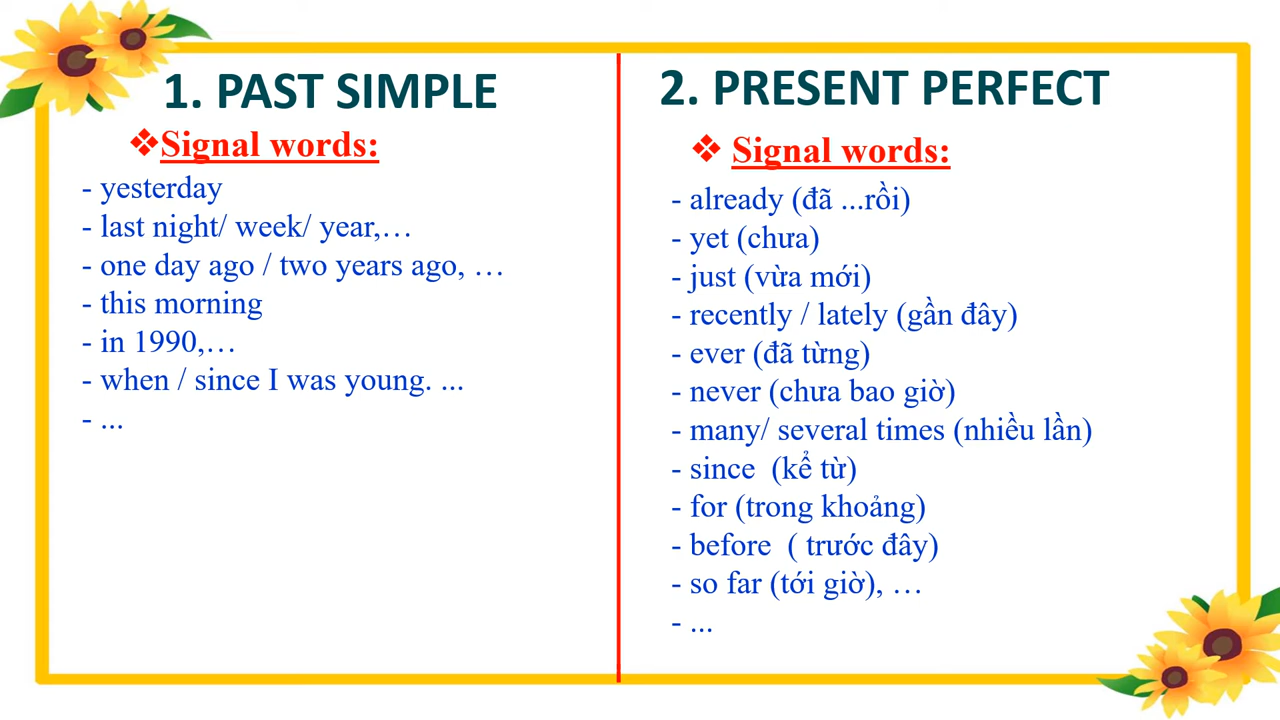 1. PAST SIMPLE
❖Signal words:
- yesterday
- last night/ week/ year,…
- one day ago / two years ago, …
- this morning
- in 1990,…
- when / since I was young. ...
- ...
2. PRESENT PERFECT
❖ Signal words:
- already (đã ...rồi)
- yet (chưa)
- just (vừa mới)
- recently / lately (gần đây)
- ever (đã từng)
- never (chưa bao giờ)
- many/ several times (nhiều lần)
- since  (kể từ)
- for (trong khoảng)
- before  ( trước đây)
- so far (tới giờ), …
- ...